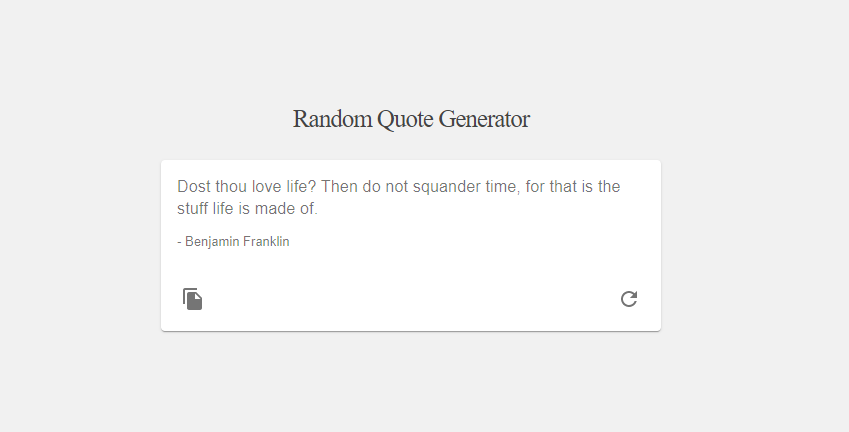 Random Quote Generator
Dost thou love life? Then do not squander time, for that is the
stuff life is made of.
- Benjamin Franklin